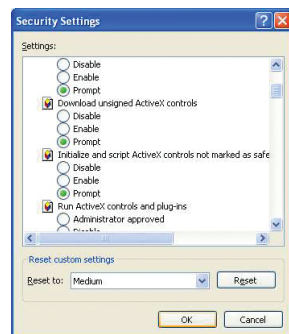 Security Settings
Settings:
Disable
Enable
Prompt
Download unsigned ActiveX controls
Disable
Enable
Prompt
Initialize and script ActiveX controls not marked as safe
Disable
Enable
Prompt
Run ActiveX controls and plug-ins
Administrator approved
Disable
Reset custom settings
Reset to: Medium Reset
OK Cancel